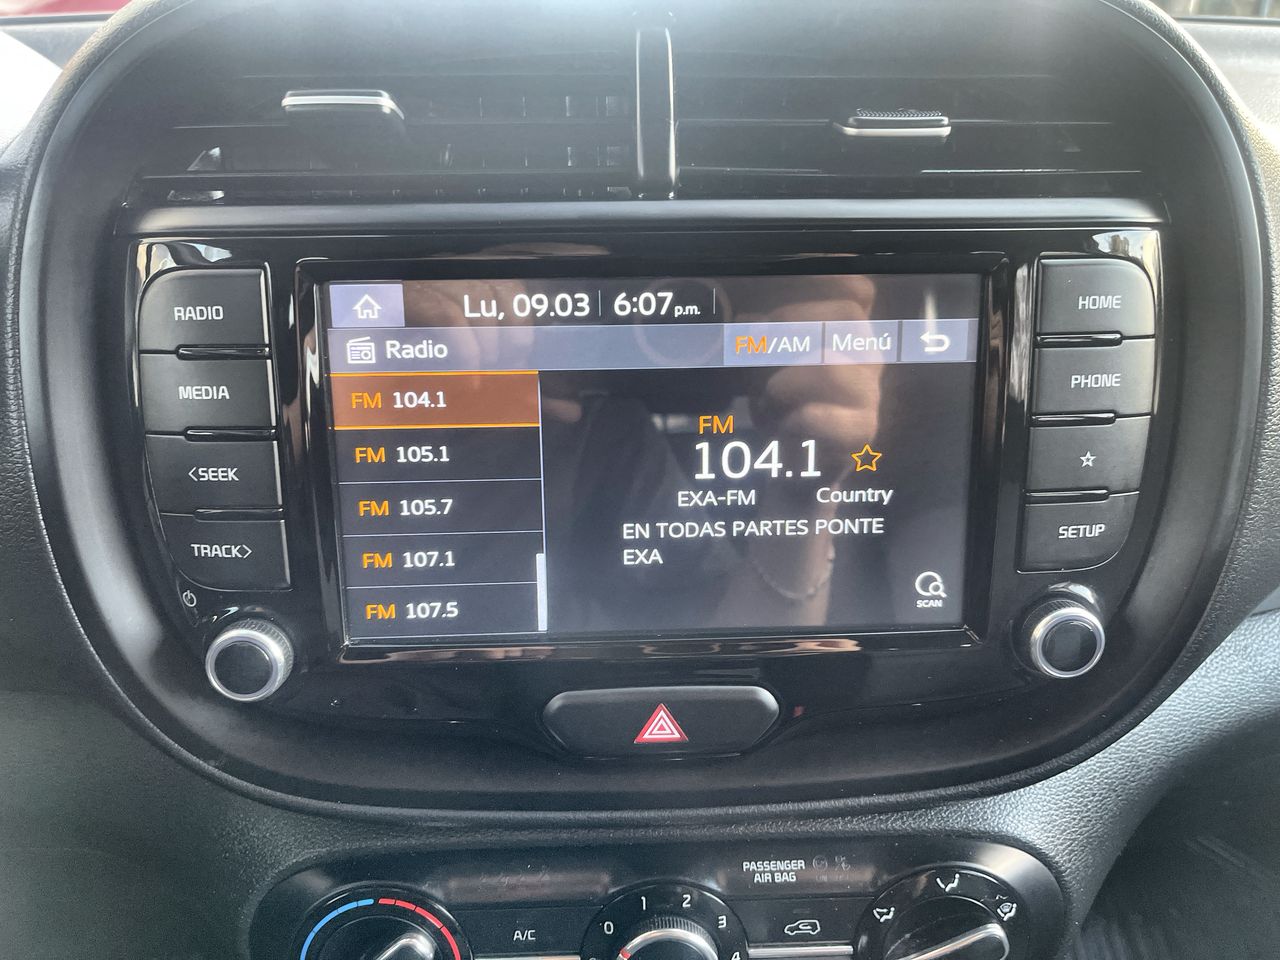 Lu, 09.03 6:07 p.m.
RADIO
MEDIA
<SEEK
TRACK>
Radio
FM/AM
Menú
FM 104.1
FM 105.1
FM 105.7
FM 107.1
FM 107.5
FM
104.1
EXA-FM Country
EN TODAS PARTES PONTE
EXA
SCAN
HOME
PHONE
SETUP
PASSENGER
AIR BAG
A/C
0 1 2 3 4